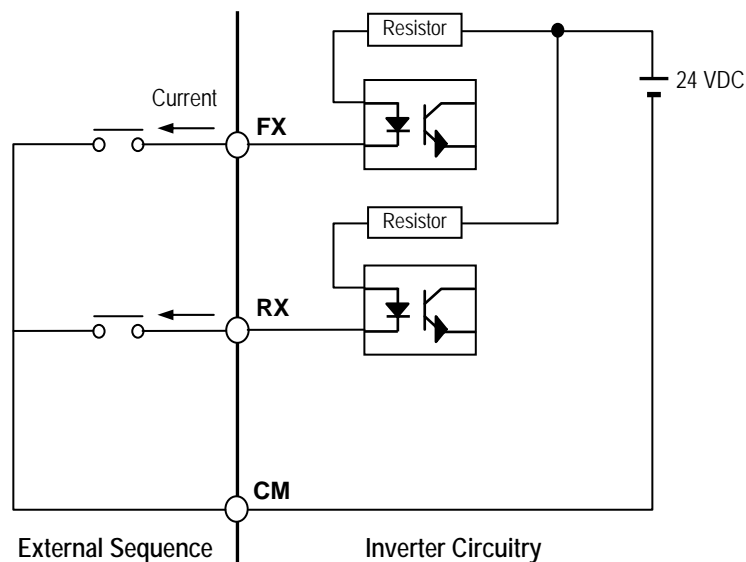 Resistor
24 VDC
Current
FX
Resistor
RX
CM
External Sequence
Inverter Circuitry